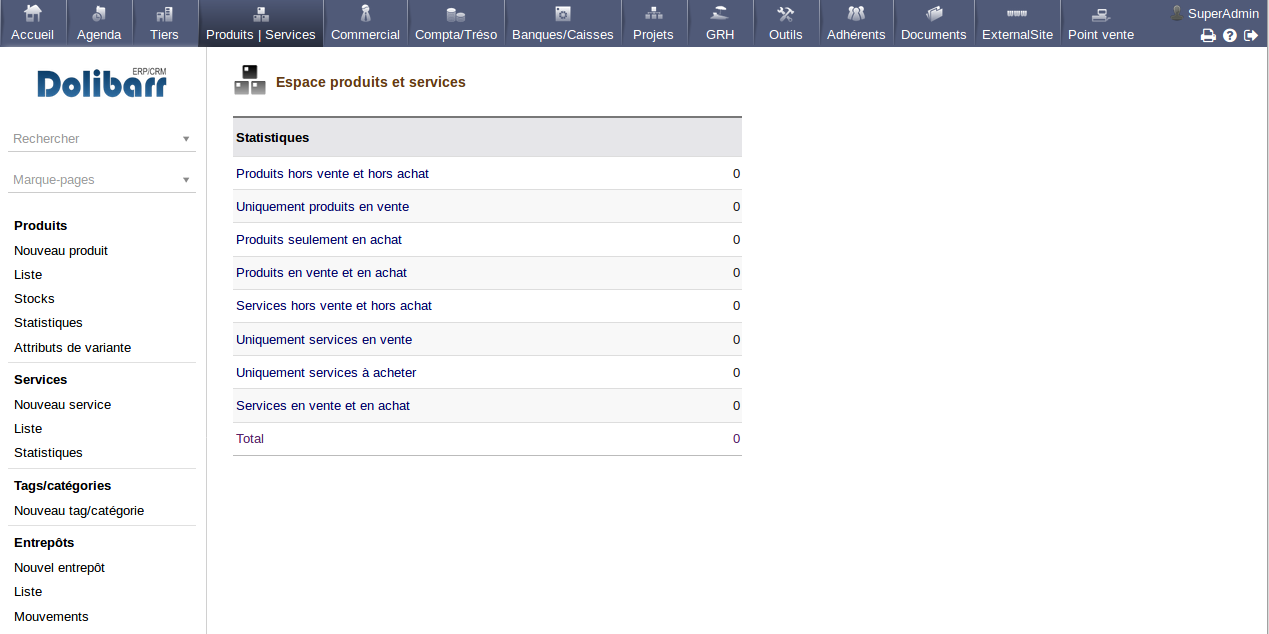 Accueil Agenda Tiers Produits | Services Commercial Compta/Tréso Banques/Caisses Projets GRH Outils Adhérents Documents ExternalSite Point vente SuperAdmin
ERP/CRM
Dolibarr
Rechercher
Marque-pages
Produits
Nouveau produit
Liste
Stocks
Statistiques
Attributs de variante
Services
Nouveau service
Liste
Statistiques
Tags/catégories
Nouveau tag/catégorie
Entrepôts
Nouvel entrepôt
Liste
Mouvements
Espace produits et services
Statistiques
Produits hors vente et hors achat 0
Uniquement produits en vente 0
Produits seulement en achat 0
Produits en vente et en achat 0
Services hors vente et hors achat 0
Uniquement services en vente 0
Uniquement services à acheter 0
Services en vente et en achat 0
Total 0